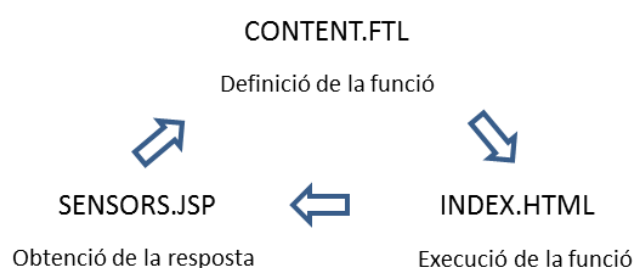 CONTENT.FTL
Definició de la funció
SENSORS.JSP
INDEX.HTML
Obtenció de la resposta
Execució de la funció